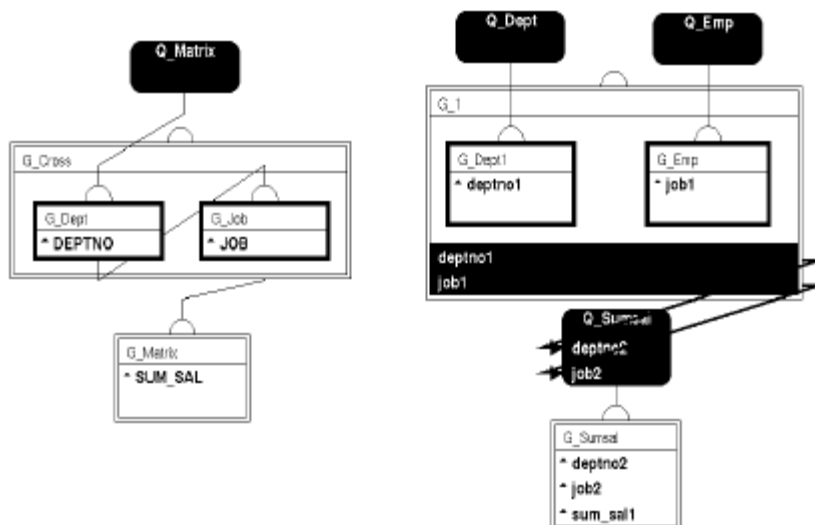 Q_Matrix
G_Cross
G_Dept
^ DEPTNO
G_Job
^ JOB
G_Matrix
^ SUM_SAL
Q_Dept
Q_Emp
G_1
G_Dept1
^ deptno1
G_Emp
^ job1
deptno1
job1
Q_Sumsal
deptno2
job2
G_Sumsal
^ deptno2
^ job2
^ sum_sal1